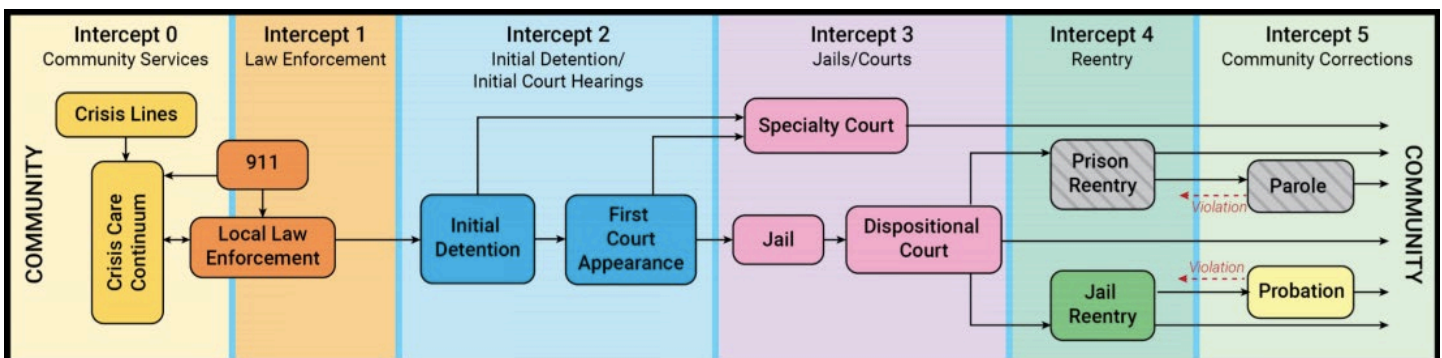 Intercept 0
Community Services
Intercept 1
Law Enforcement
Intercept 2
Initial Detention/
Initial Court Hearings
Intercept 3
Jails/Courts
Intercept 4
Reentry
Intercept 5
Community Corrections
COMMUNITY
Crisis Lines
Crisis Care
Continuum
911
Local Law
Enforcement
Initial
Detention
First
Court
Appearance
Specialty Court
Jail
Dispositional
Court
Prison
Reentry
Violation
Parole
Jail
Reentry
Violation
Probation
COMMUNITY